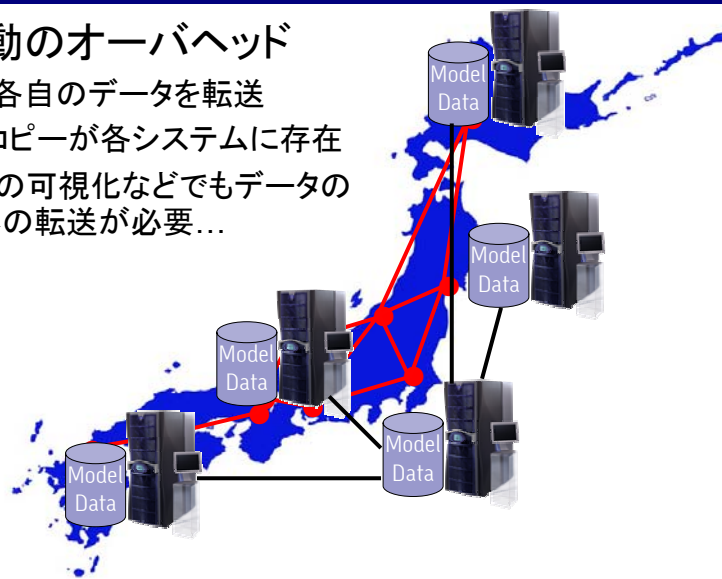 動のオーバヘッド
各自のデータを転送
コピーが各システムに存在
の可視化などでもデータの
の転送が必要…
Model
Data
Model
Data
Model
Data
Model
Data
Model
Data